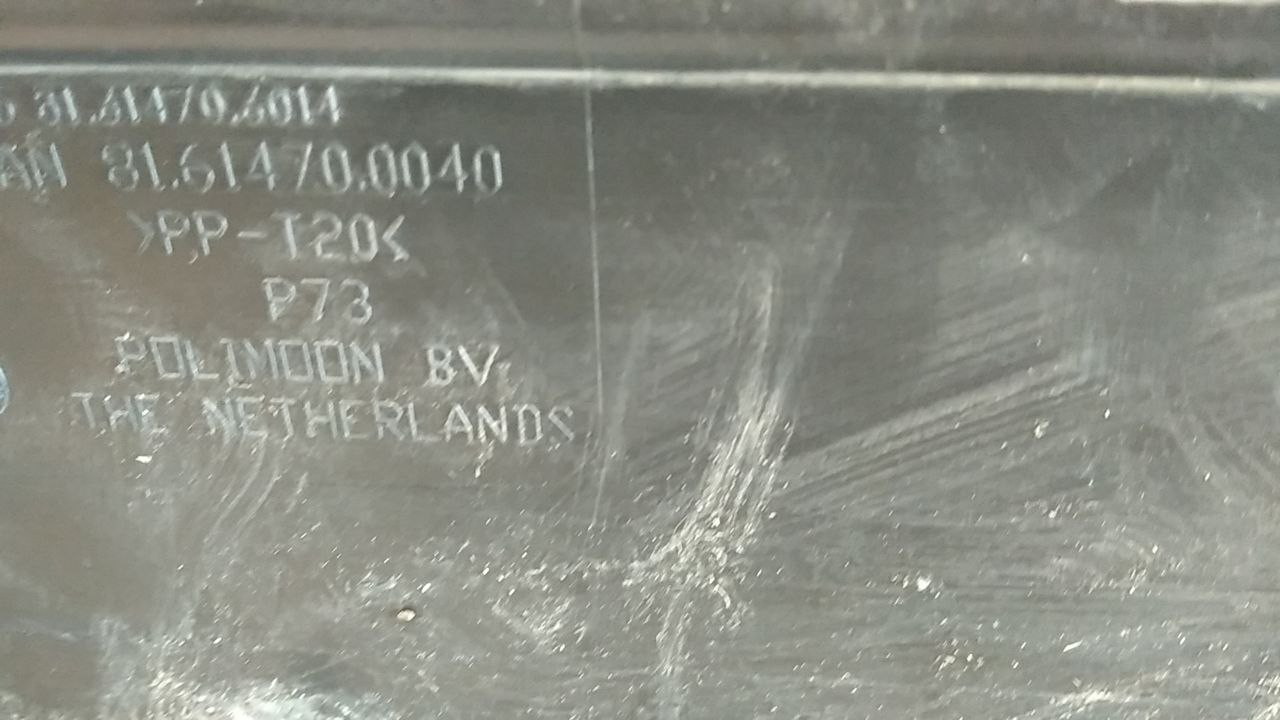 81.61470.6014
AN 81.61470.0040
>PP-T20<
P73
POLIMOON BV.
THE NETHERLANDS